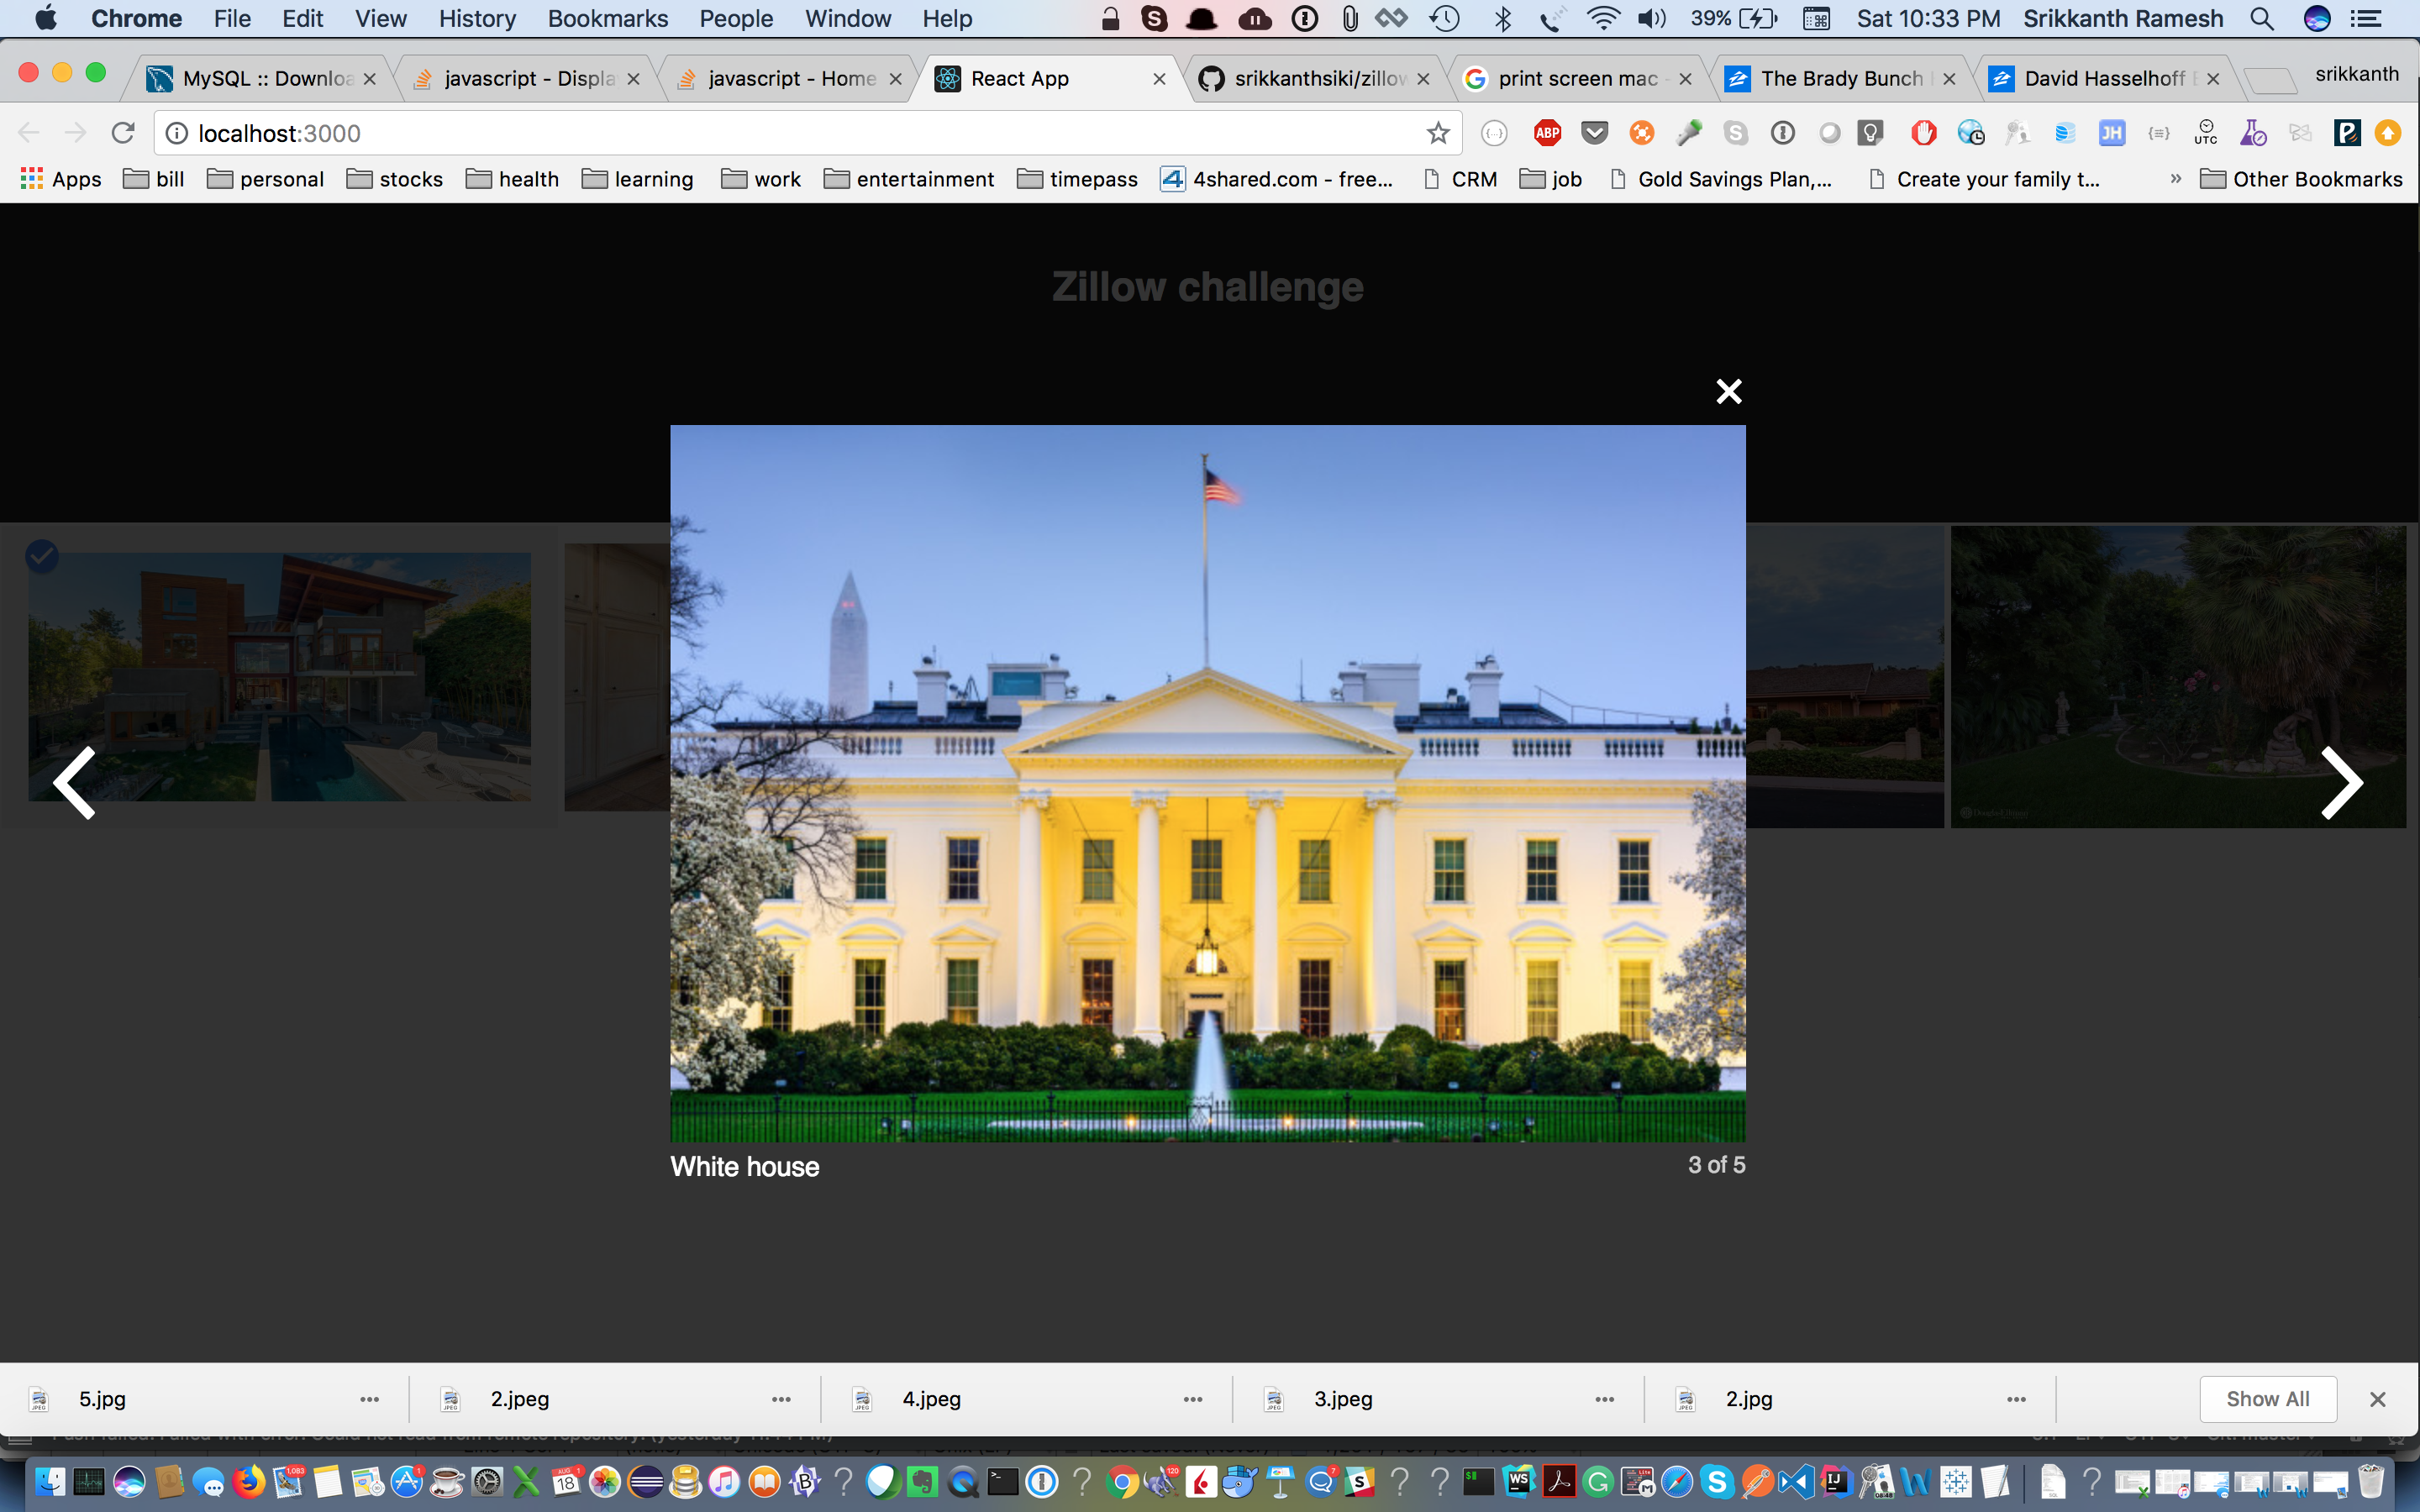 Chrome File Edit View History Bookmarks People Window Help 39% Sat 10:33 PM Srikkanth Ramesh
MySQL :: Downloa javascript - Displa javascript - Home React App srikkanthsiki/zillow print screen mac - The Brady Bunch David Hasselhoff srikkanth
localhost:3000
ABP JH UTC
Apps bill personal stocks health learning work entertainment timepass 4shared.com - free... CRM job Gold Savings Plan,... Create your family t... » Other Bookmarks
Zillow challenge
White house 3 of 5
5.jpg 2.jpeg 4.jpeg 3.jpeg 2.jpg Show All